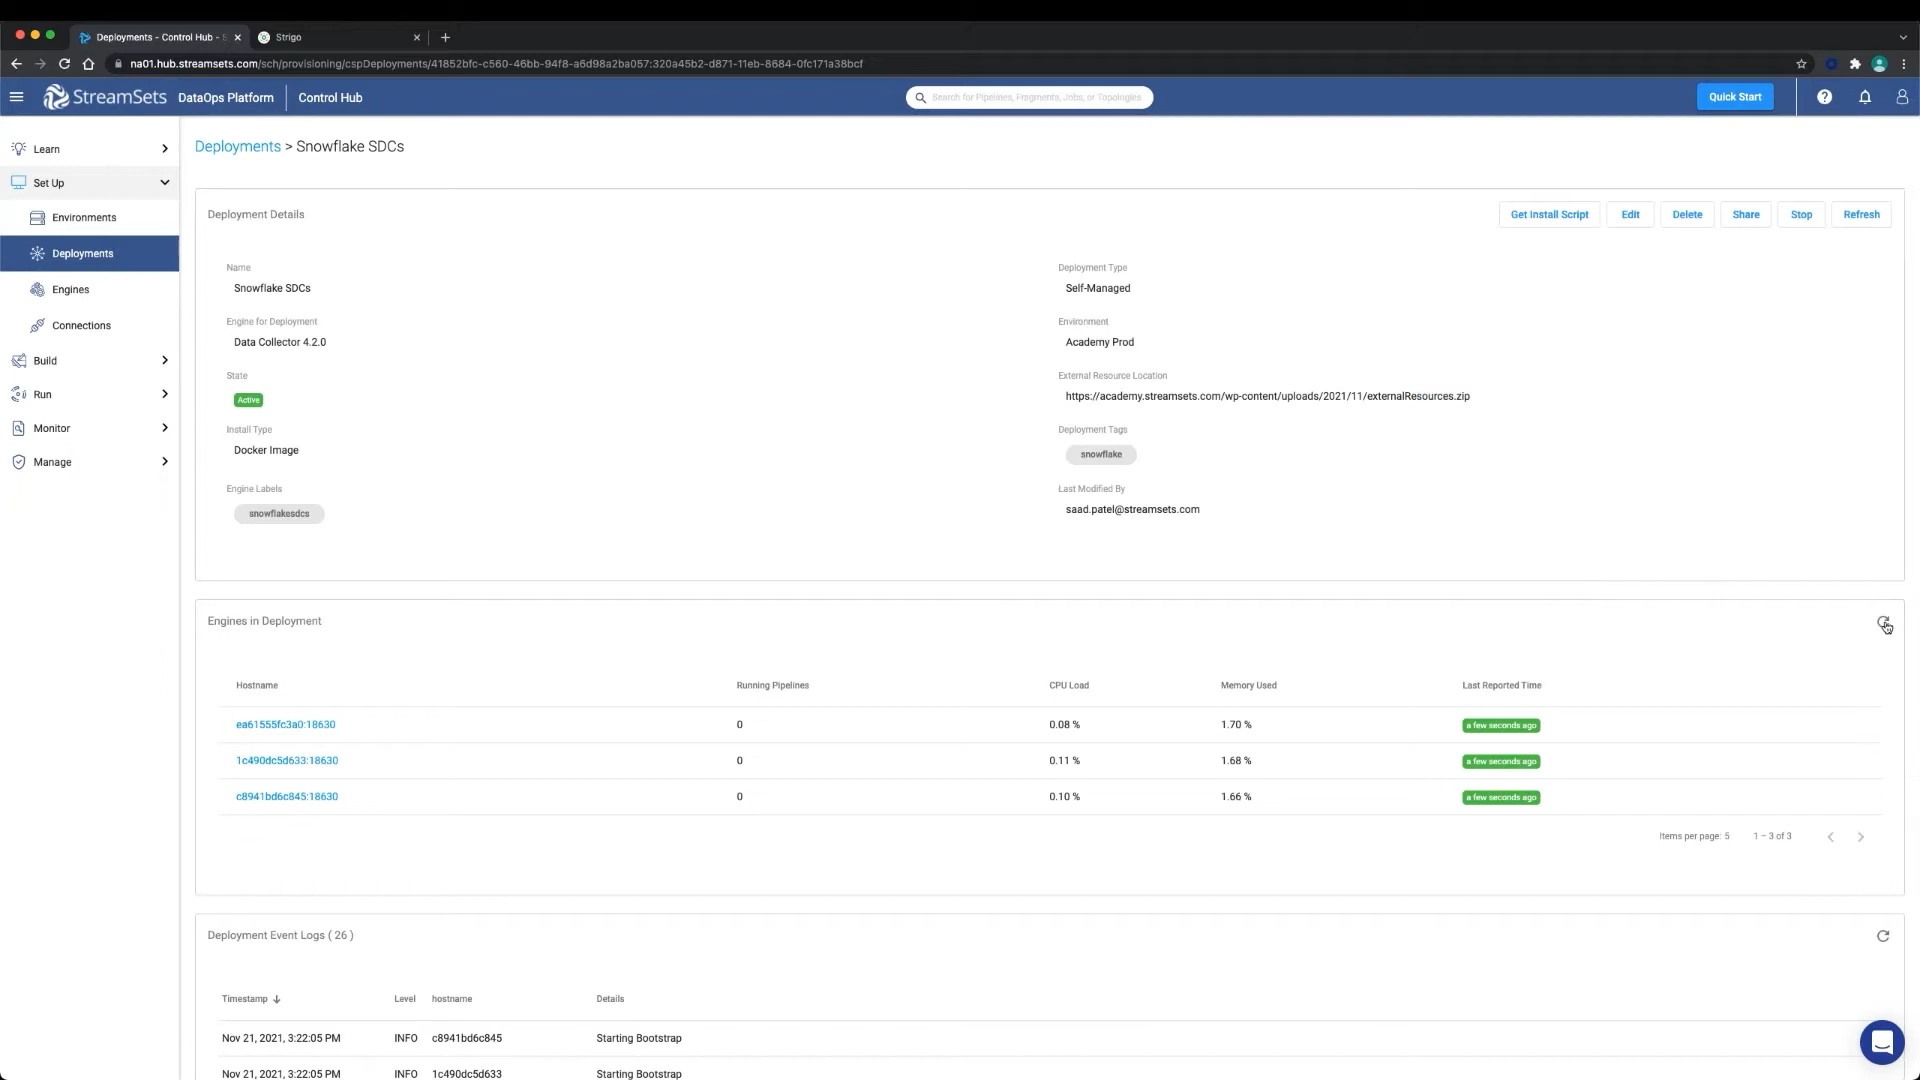 Deployments - Control Hub - S
Strigo
na01.hub.streamsets.com/sch/provisioning/cspDeployments/41852bfc-c560-46bb-94f8-a6d98a2ba057:320a45b2-d871-11eb-8684-0fc171a38bcf
StreamSets DataOps Platform Control Hub
Search for Pipelines, Fragments, Jobs, or Topologies
Quick Start
Learn
Set Up
Environments
Deployments
Engines
Connections
Build
Run
Monitor
Manage
Deployments > Snowflake SDCs
Deployment Details
Get Install Script Edit Delete Share Stop Refresh
Name
Snowflake SDCs
Deployment Type
Self-Managed
Engine for Deployment
Data Collector 4.2.0
Environment
Academy Prod
State
Active
External Resource Location
https://academy.streamsets.com/wp-content/uploads/2021/11/externalResources.zip
Install Type
Docker Image
Deployment Tags
snowflake
Engine Labels
snowflakesdcs
Last Modified By
saad.patel@streamsets.com
Engines in Deployment
Hostname Running Pipelines CPU Load Memory Used Last Reported Time
ea61555fc3a0:18630 0 0.08 % 1.70 % a few seconds ago
1c490dc5d633:18630 0 0.11 % 1.68 % a few seconds ago
c8941bd6c845:18630 0 0.10 % 1.66 % a few seconds ago
Items per page: 5 1 – 3 of 3
Deployment Event Logs ( 26 )
Timestamp Level hostname Details
Nov 21, 2021, 3:22:05 PM INFO c8941bd6c845 Starting Bootstrap
Nov 21, 2021, 3:22:05 PM INFO 1c490dc5d633 Starting Bootstrap